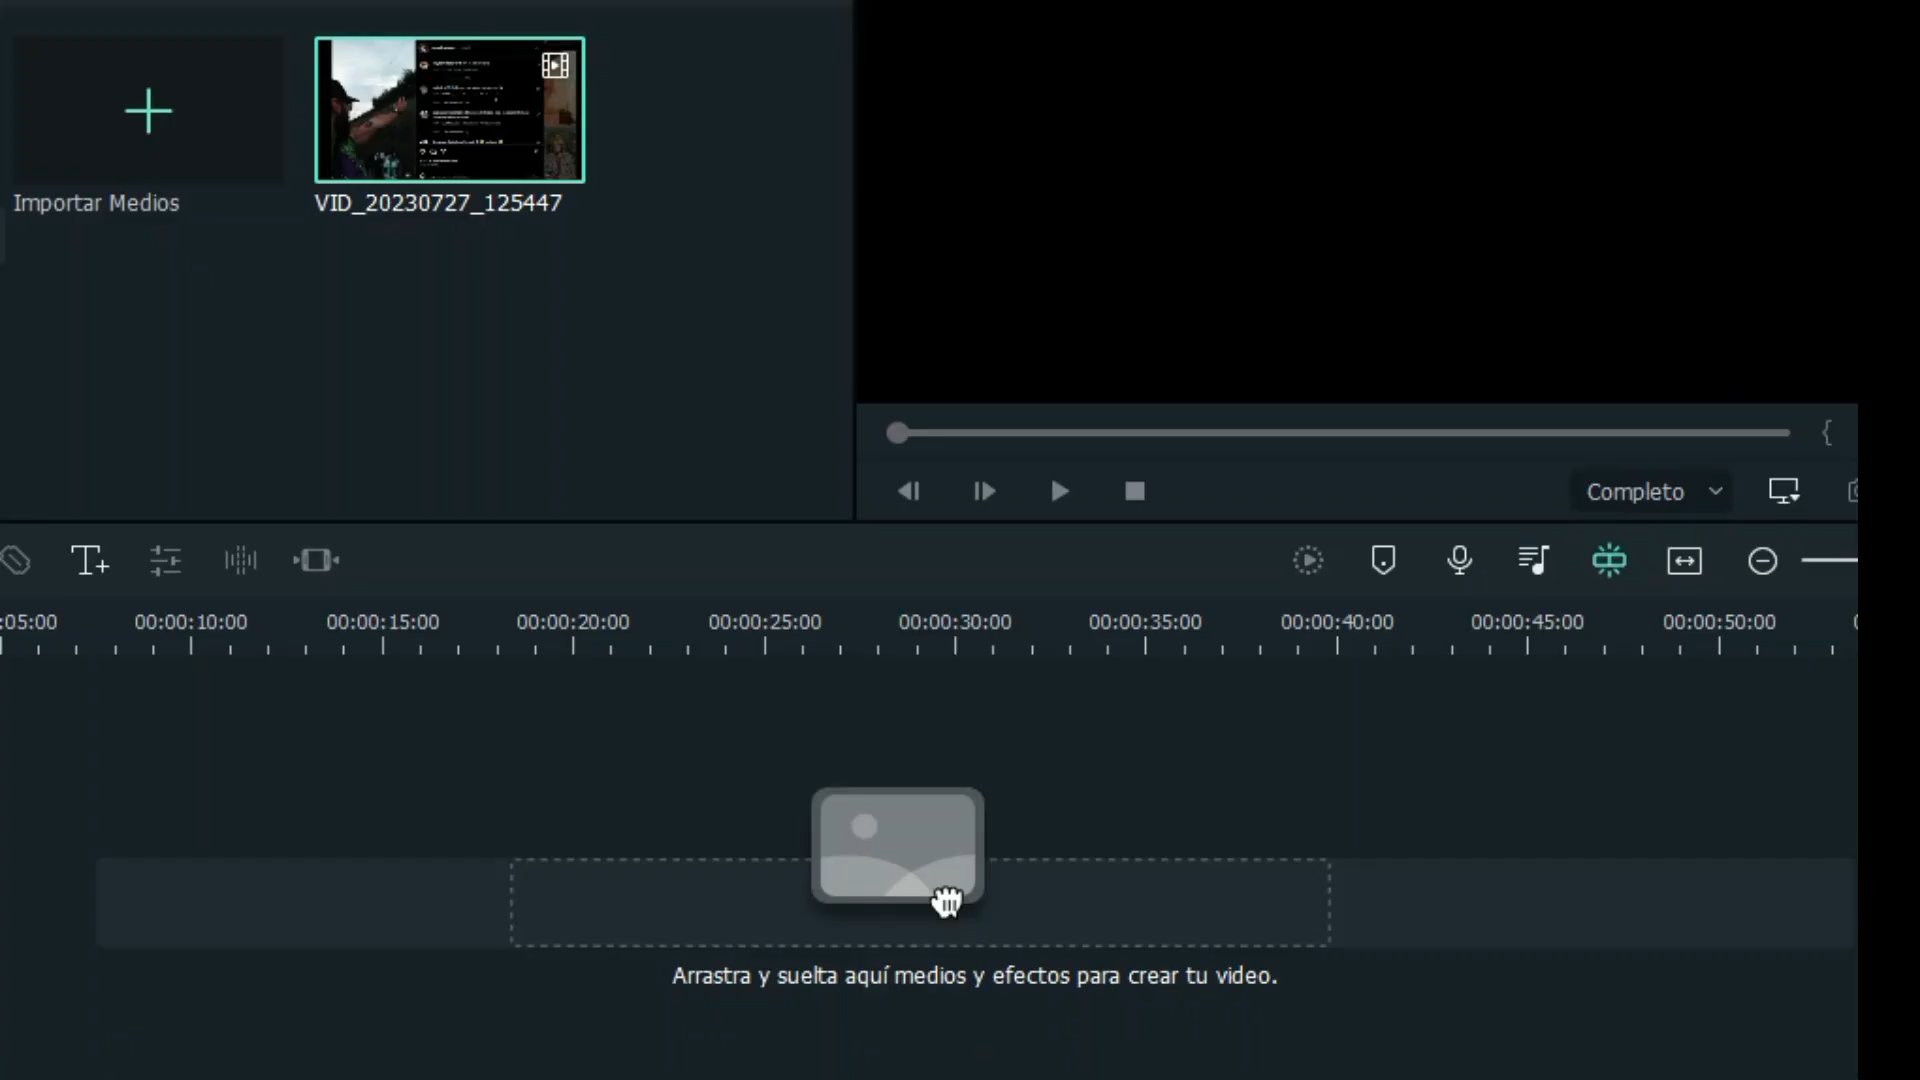 Importar Medios
VID_20230727_125447
Completo
:05:00
00:00:10:00
00:00:15:00
00:00:20:00
00:00:25:00
00:00:30:00
00:00:35:00
00:00:40:00
00:00:45:00
00:00:50:00
Arrastra y suelta aquí medios y efectos para crear tu video.